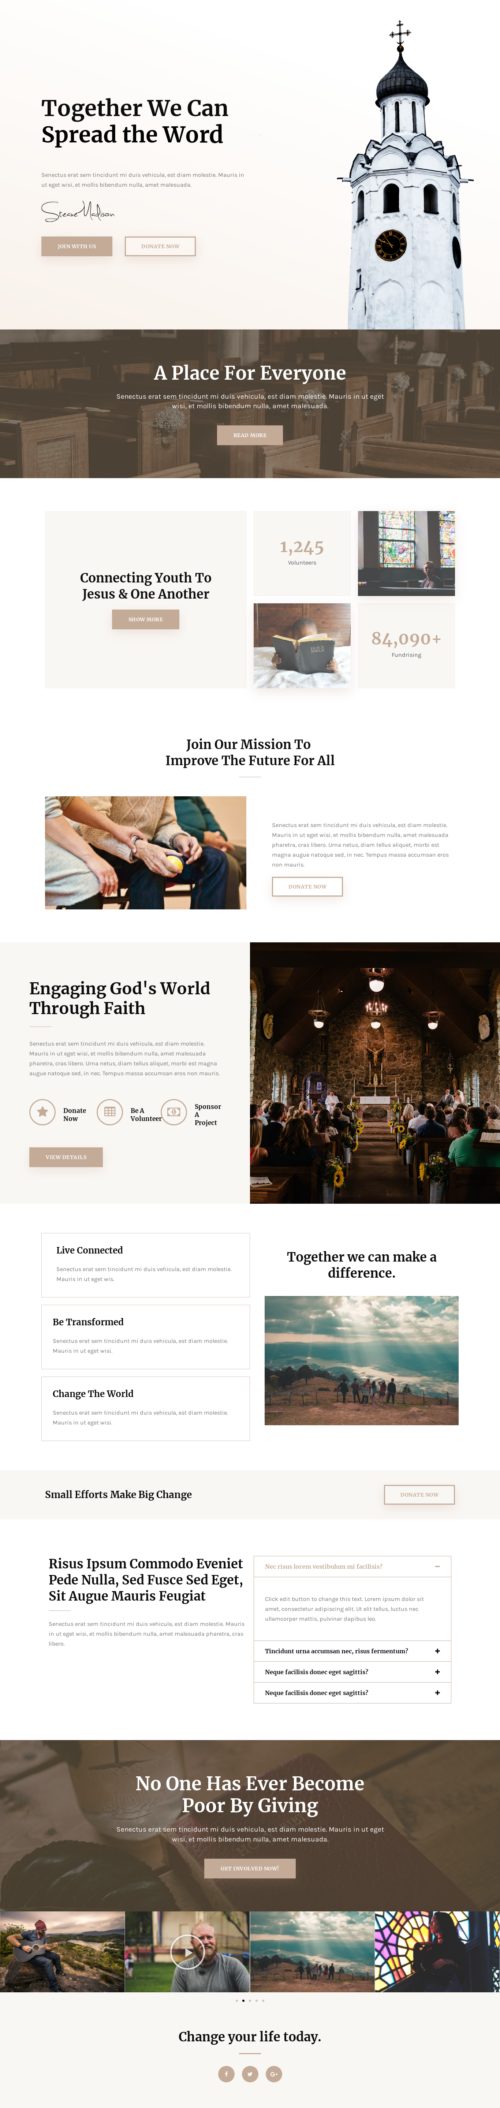 Together We Can
Spread the Word
Senectus erat sem tincidunt mi duis vehicula, est diam molestie. Mauris in
ut eget wisi, et mollis bibendum nulla, amet malesuada.
JOIN WITH US
DONATE NOW
A Place For Everyone
Senectus erat sem tincidunt mi duis vehicula, est diam molestie. Mauris in ut eget
wisi, et mollis bibendum nulla, amet malesuada.
READ MORE
Connecting Youth To
Jesus & One Another
SHOW MORE
1,245
Volunteers
84,090+
Fundrising
Join Our Mission To
Improve The Future For All
Senectus erat sem tincidunt mi duis vehicula, est diam molestie.
Mauris in ut eget wisi, et mollis bibendum nulla, amet malesuada
pharetra, cras libero. Urna netus, diam tellus aliquet, morbi est
magna augue natoque sed, in nec. Tempus massa accumsan eros
non mauris.
DONATE NOW
Engaging God's World
Through Faith
Senectus erat sem tincidunt mi duis vehicula, est diam molestie.
Mauris in ut eget wisi, et mollis bibendum nulla, amet malesuada
pharetra, cras libero. Urna netus, diam tellus aliquet, morbi est magna
augue natoque sed, in nec. Tempus massa accumsan eros non mauris.
Donate
Now
Be A
Volunteer
Sponsor
A
Project
VIEW DETAILS
Live Connected
Senectus erat sem tincidunt mi duis vehicula, est diam molestie.
Mauris in ut eget wis.
Be Transformed
Senectus erat sem tincidunt mi duis vehicula, est diam molestie.
Mauris in ut eget wisi.
Change The World
Senectus erat sem tincidunt mi duis vehicula, est diam molestie.
Mauris in ut eget wisi.
Together we can make a
difference.
Small Efforts Make Big Change
DONATE NOW
Risus Ipsum Commodo Eveniet
Pede Nulla, Sed Fusce Sed Eget,
Sit Augue Mauris Feugiat
Senectus erat sem tincidunt mi duis vehicula, est diam molestie. Mauris in
ut eget wisi, et mollis bibendum nulla, amet malesuada pharetra, cras
libero.
Nec risus lorem vestibulum mi facilisis?
Click edit button to change this text. Lorem ipsum dolor sit
amet, consectetur adipiscing elit. Ut elit tellus, luctus nec
ullamcorper mattis, pulvinar dapibus leo.
Tincidunt urna accumsan nec, risus fermentum?
Neque facilisis donec eget sagittis?
Neque facilisis donec eget sagittis?
No One Has Ever Become
Poor By Giving
Senectus erat sem tincidunt mi duis vehicula, est diam molestie. Mauris in ut eget
wisi, et mollis bibendum nulla, amet malesuada.
GET INVOLVED NOW!
Change your life today.